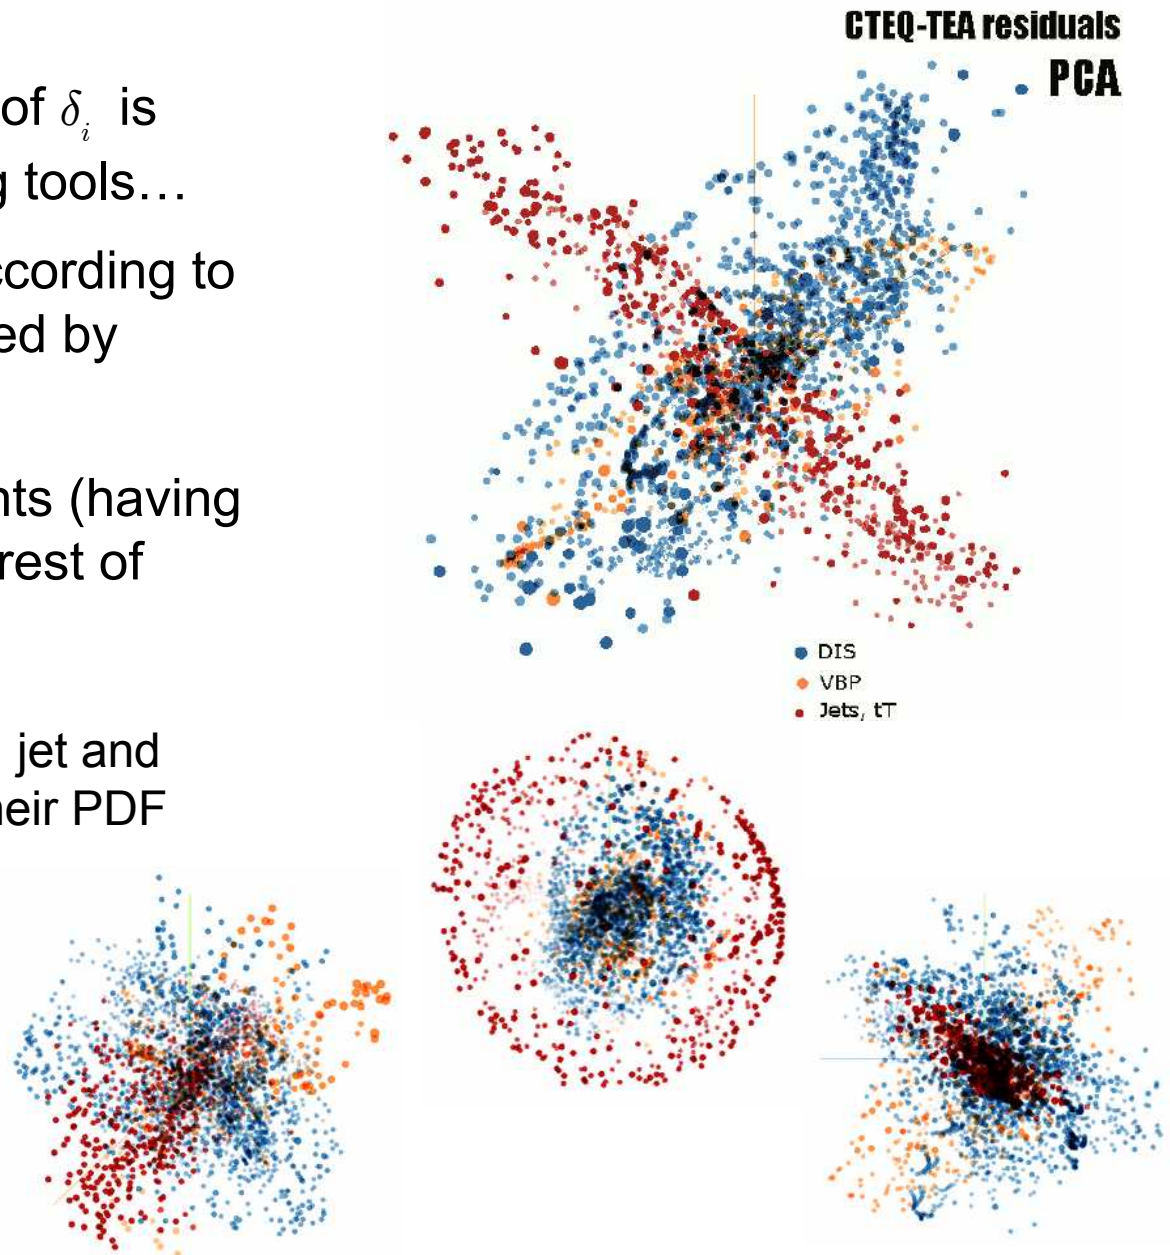 CTEQ-TEA residuals
PCA
of δᵢ is
g tools…
ccording to
ed by
nts (having
rest of
jet and
heir PDF
DIS
VBP
Jets, tT